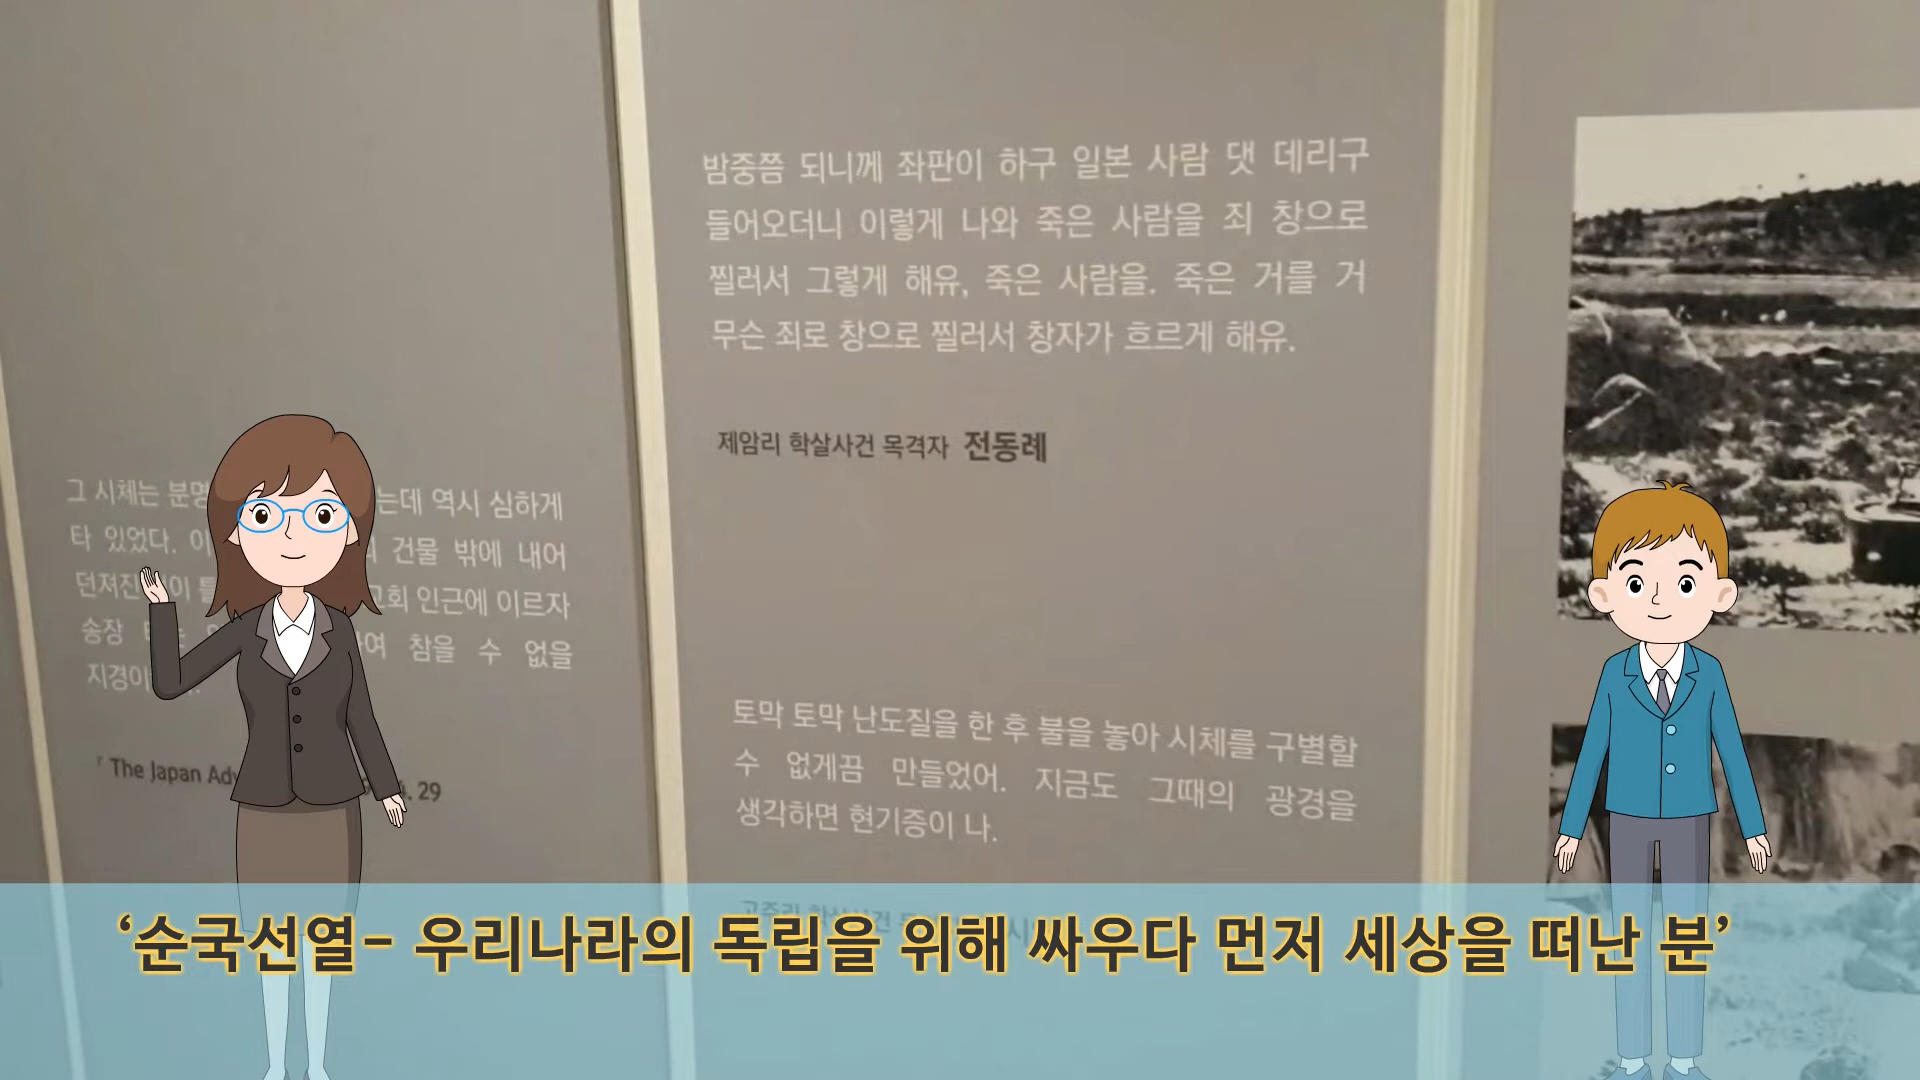 밤중쯤 되니께 좌판이 하구 일본 사람 댓 데리구
들어오더니 이렇게 나와 죽은 사람을 죄 창으로
찔러서 그렇게 해유, 죽은 사람을. 죽은 거를 거
무슨 죄로 창으로 찔러서 창자가 흐르게 해유.
제암리 학살사건 목격자 전동례
그 시체는 분명 는데 역시 심하게
타 있었다. 건물 밖에 내어
던져진 인근에 이르자
송장 참을 수 없을
「The Japan 29
토막 토막 난도질을 한 후 불을 놓아 시체를 구별할
수 없게끔 만들었어. 지금도 그때의 광경을
생각하면 현기증이 나.
‘순국선열- 우리나라의 독립을 위해 싸우다 먼저 세상을 떠난 분’